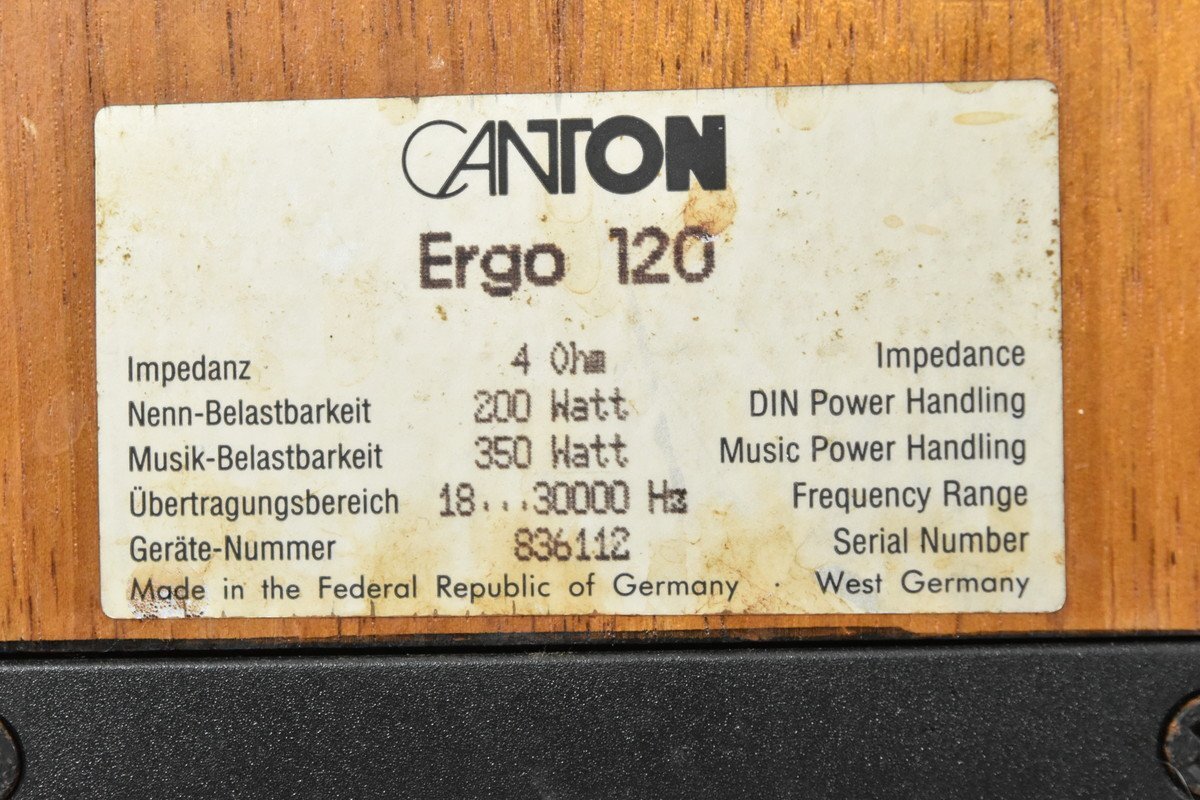 CANTON
Ergo 120
Impedanz 4 Ohm Impedance
Nenn-Belastbarkeit 200 Watt DIN Power Handling
Musik-Belastbarkeit 350 Watt Music Power Handling
Übertragungsbereich 18...30000 Hz Frequency Range
Geräte-Nummer 836112 Serial Number
Made in the Federal Republic of Germany · West Germany